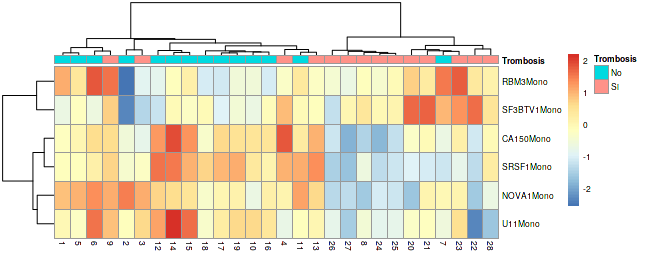 Trombosis
Trombosis
No
SI
RBM3Mono
SF3BTV1Mono
CA150Mono
SRSF1Mono
NOVA1Mono
U11Mono
2
1
0
-1
-2
1 5 6 9 2 3 12 14 15 18 17 19 10 16 4 11 13 26 27 8 24 25 20 21 7 23 22 28